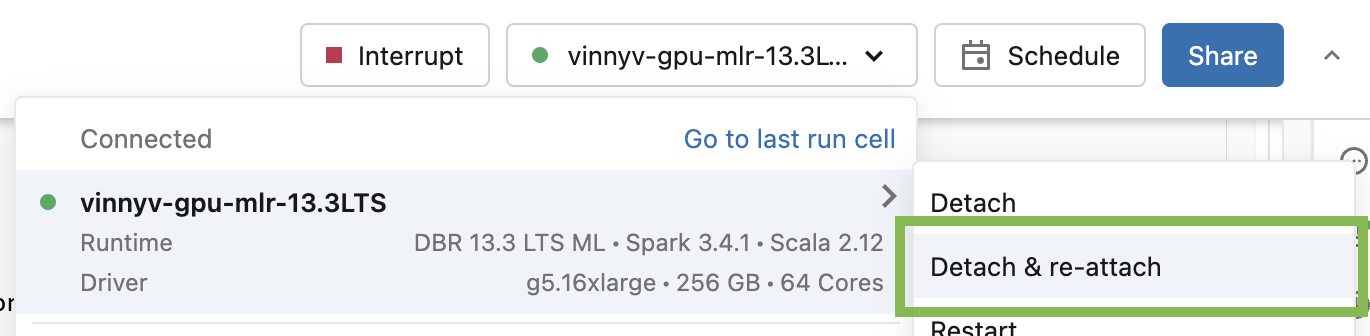 Interrupt
vinnyv-gpu-mlr-13.3L...
Schedule
Share
Connected
Go to last run cell
vinnyv-gpu-mlr-13.3LTS
Runtime
DBR 13.3 LTS ML • Spark 3.4.1 • Scala 2.12
Driver
g5.16xlarge • 256 GB • 64 Cores
Detach
Detach & re-attach
Restart